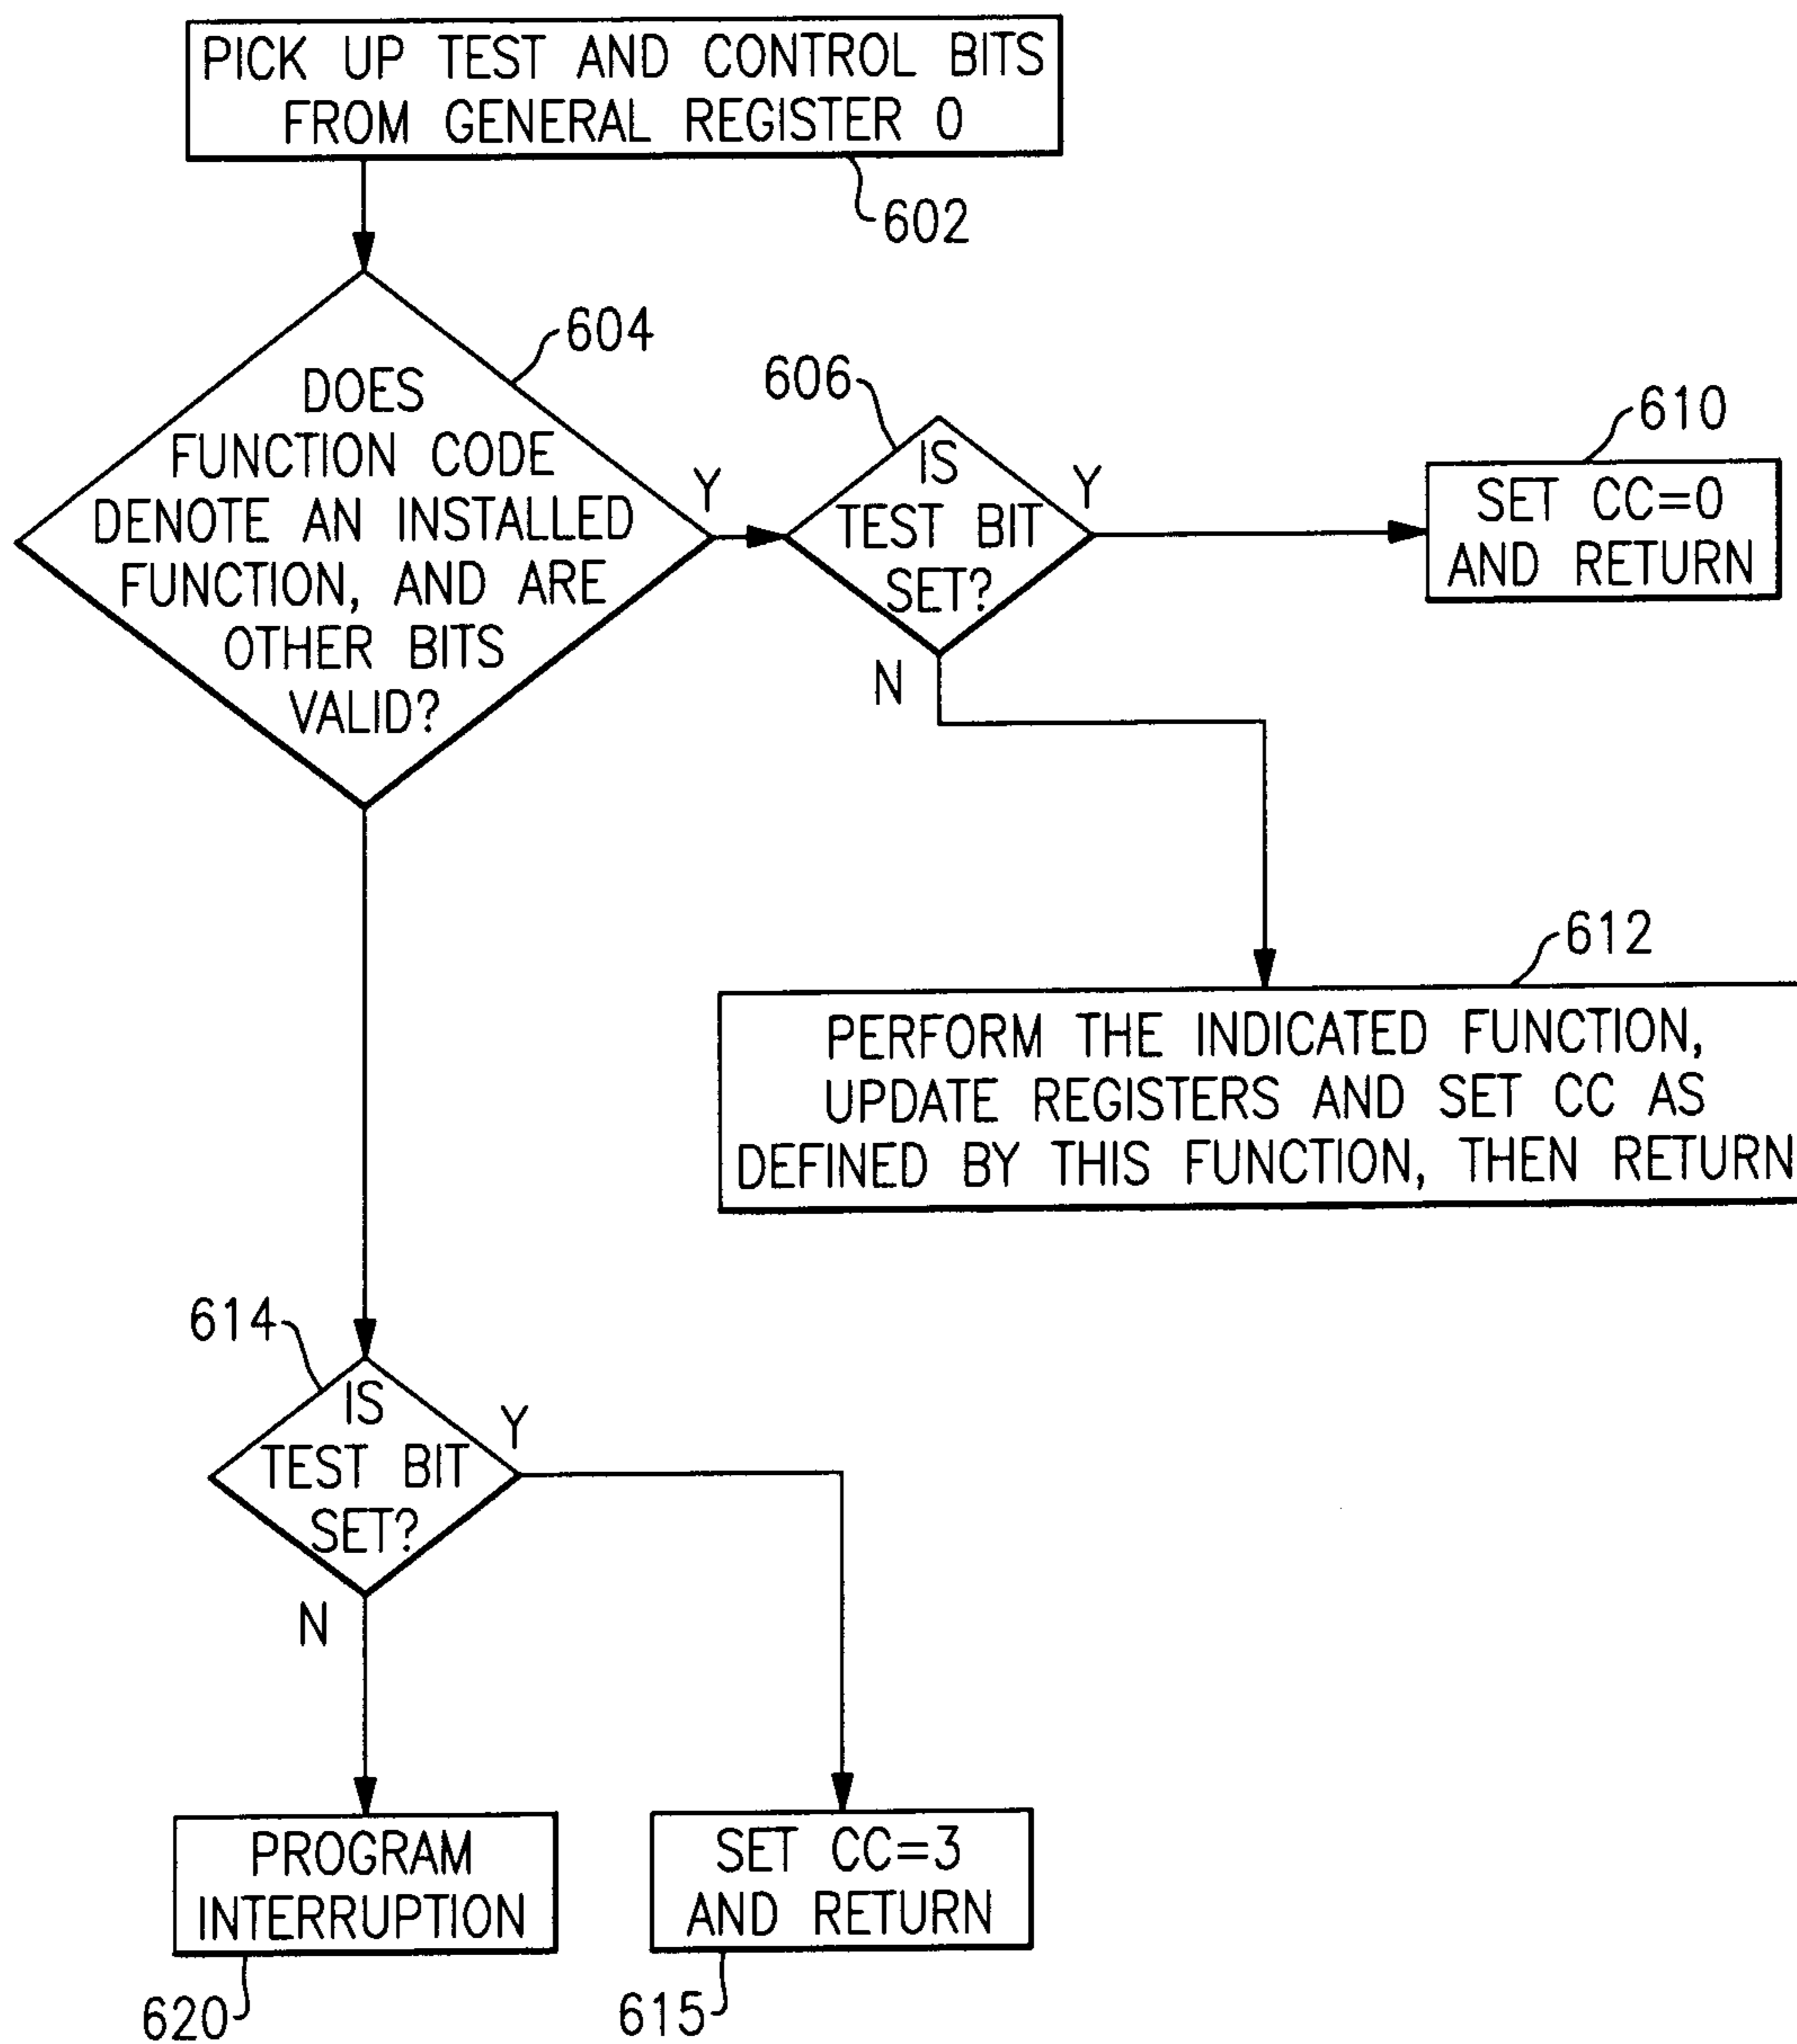 PICK UP TEST AND CONTROL BITS
FROM GENERAL REGISTER 0
602
604
DOES
FUNCTION CODE
DENOTE AN INSTALLED
FUNCTION, AND ARE
OTHER BITS
VALID?
Y
606
IS
TEST BIT
SET?
Y
N
610
SET CC=0
AND RETURN
612
PERFORM THE INDICATED FUNCTION,
UPDATE REGISTERS AND SET CC AS
DEFINED BY THIS FUNCTION, THEN RETURN
614
IS
TEST BIT
SET?
Y
N
PROGRAM
INTERRUPTION
620
SET CC=3
AND RETURN
615